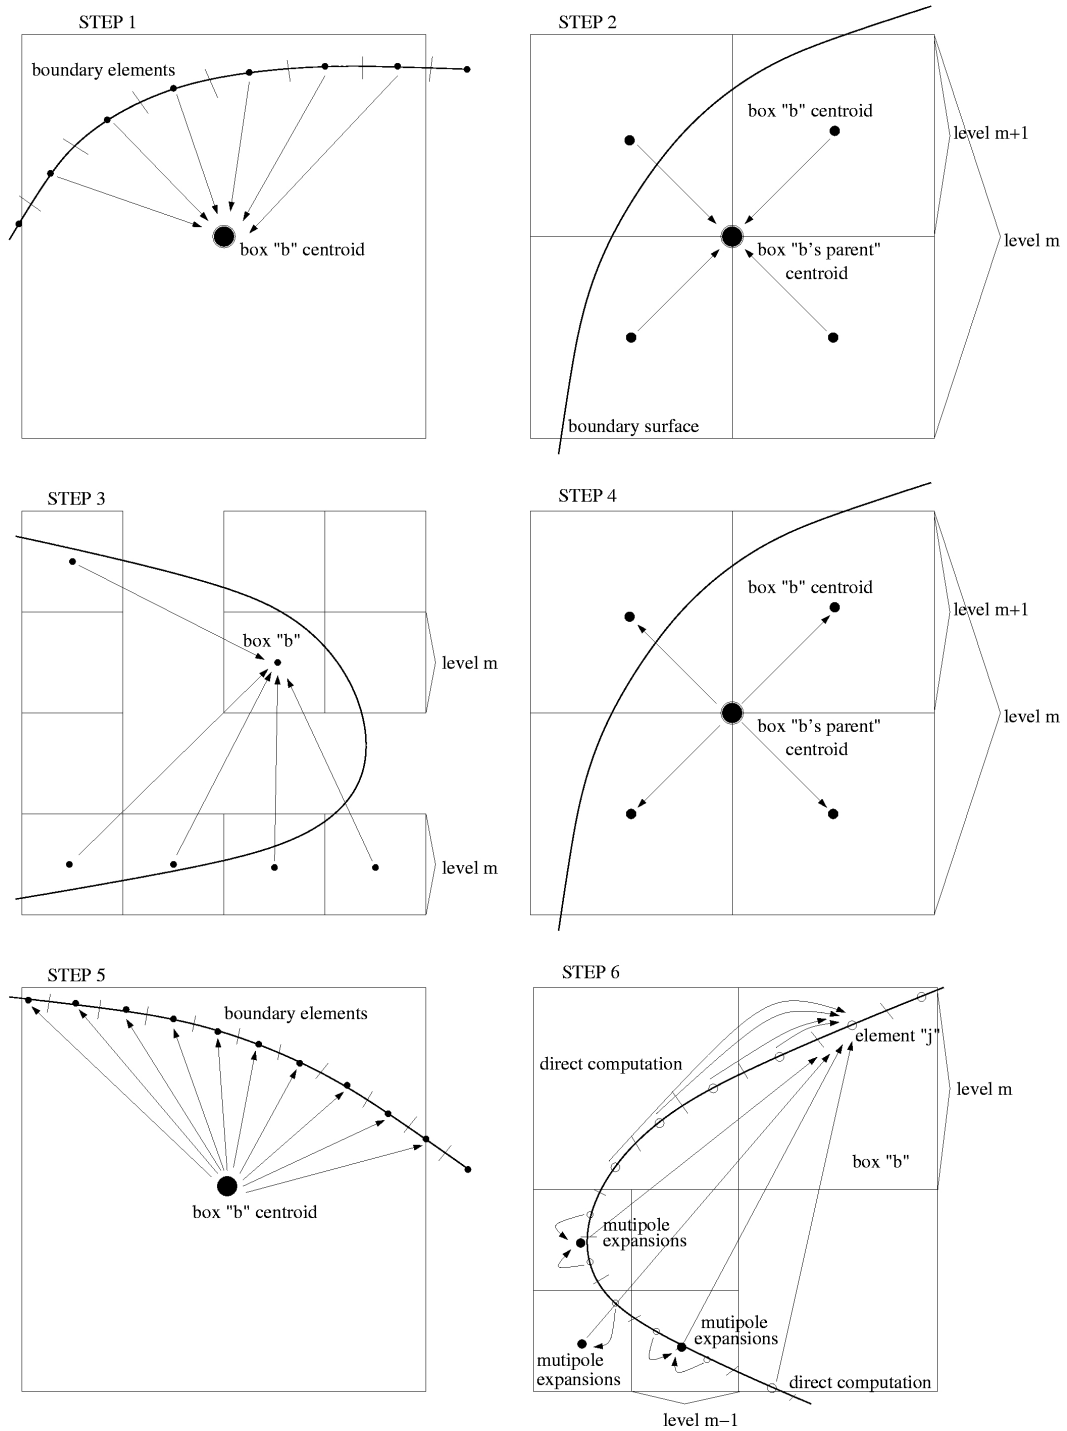 STEP 1
boundary elements
box "b" centroid
STEP 2
box "b" centroid
level m+1
box "b's parent"
centroid
level m
boundary surface
STEP 3
box "b"
level m
level m
STEP 4
box "b" centroid
level m+1
box "b's parent"
centroid
level m
STEP 5
boundary elements
box "b" centroid
STEP 6
element "j"
direct computation
level m
box "b"
mutipole
expansions
mutipole
expansions
mutipole
expansions
direct computation
level m−1